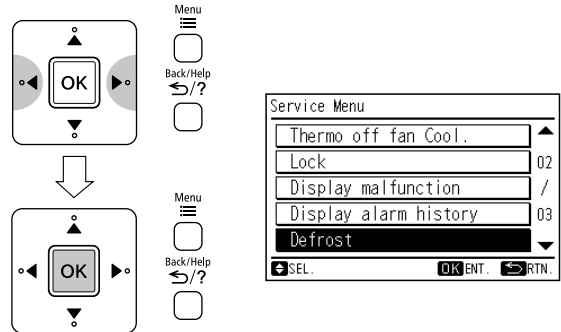 Menu
OK
Back/Help
/?
Menu
OK
Back/Help
/?
Service Menu
Thermo off fan Cool.
Lock
02
Display malfunction
/
Display alarm history
03
Defrost
SEL. OK ENT. RTN.